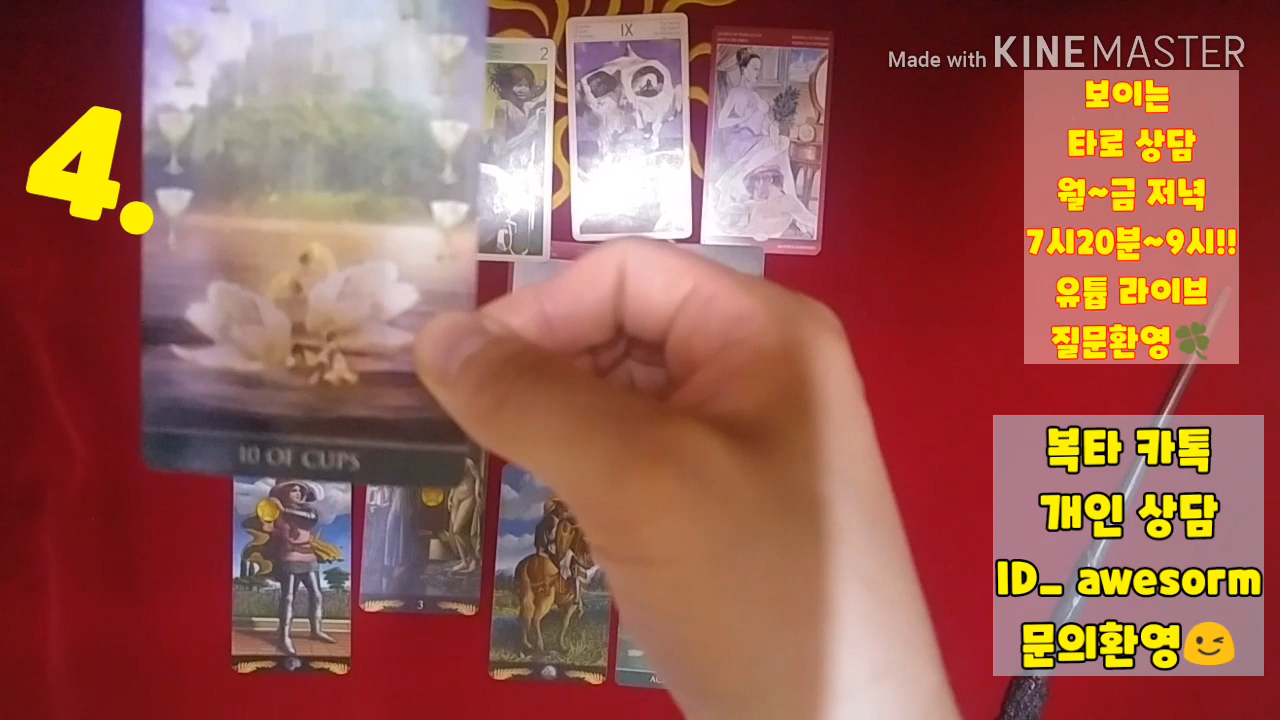 Made with KINEMASTER
4.
보이는
타로 상담
월~금 저녁
7시20분~9시!!
유튭 라이브
질문환영🍀
복타 카톡
개인 상담
ID_ awesorm
문의환영😉
2
IX
10 OF CUPS
3